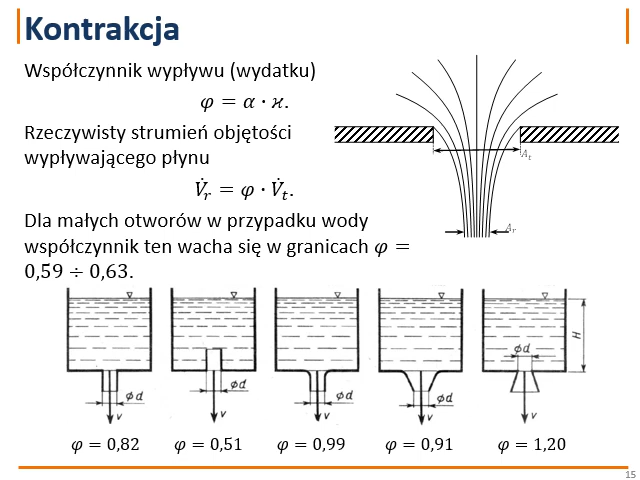 Kontrakcja
Współczynnik wypływu (wydatku)
φ = α · ϰ.
Rzeczywisty strumień objętości
wypływającego płynu
V̇ᵣ = φ · V̇ₜ.
Dla małych otworów w przypadku wody
współczynnik ten wacha się w granicach φ =
0,59 ÷ 0,63.
Aₜ
Aᵣ
ϕd
v
ϕd
v
ϕd
v
ϕd
v
ϕd
v
H
φ = 0,82
φ = 0,51
φ = 0,99
φ = 0,91
φ = 1,20
15